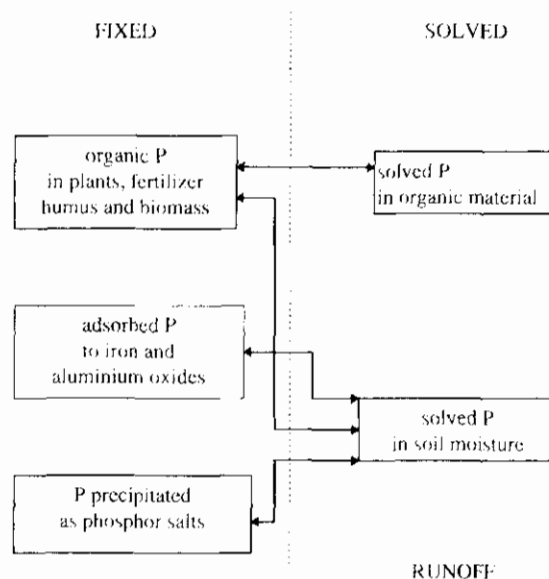 FIXED
SOLVED
organic P
in plants, fertilizer
humus and biomass
solved P
in organic material
adsorbed P
to iron and
aluminium oxides
solved P
in soil moisture
P precipitated
as phosphor salts
RUNOFF